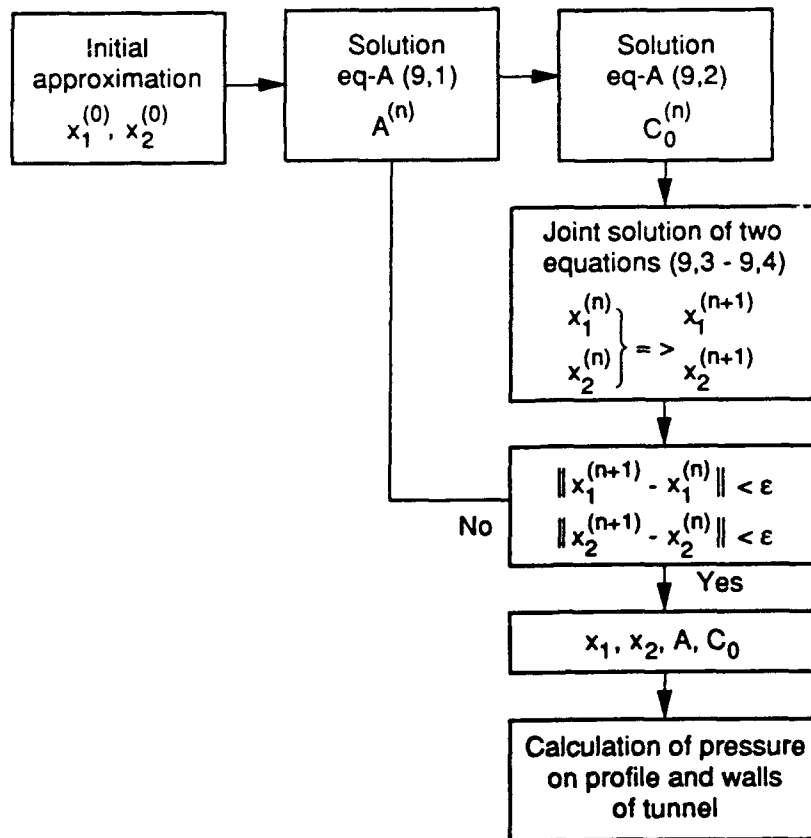 Initial
approximation
x₁⁽⁰⁾, x₂⁽⁰⁾
Solution
eq-A (9,1)
A⁽ⁿ⁾
Solution
eq-A (9,2)
C₀⁽ⁿ⁾
Joint solution of two
equations (9,3 - 9,4)
x₁⁽ⁿ⁾
x₂⁽ⁿ⁾
} = >
x₁⁽ⁿ⁺¹⁾
x₂⁽ⁿ⁺¹⁾
‖ x₁⁽ⁿ⁺¹⁾ - x₁⁽ⁿ⁾ ‖ < ε
‖ x₂⁽ⁿ⁺¹⁾ - x₂⁽ⁿ⁾ ‖ < ε
No
Yes
x₁, x₂, A, C₀
Calculation of pressure
on profile and walls
of tunnel